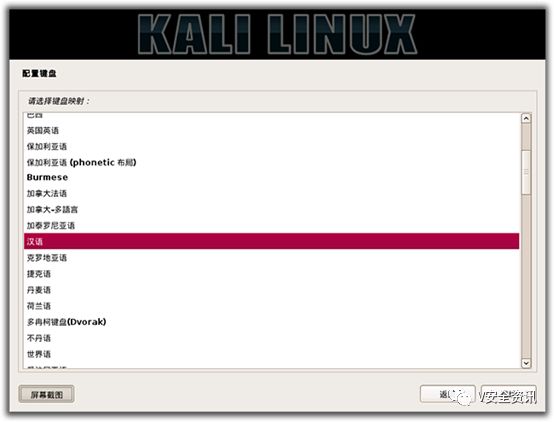 KALI LINUX
配置键盘
请选择键盘映射：
巴西
英国英语
保加利亚语
保加利亚语 (phonetic 布局)
Burmese
加拿大法语
加拿大-多語言
加泰罗尼亚语
汉语
克罗地亚语
捷克语
丹麦语
荷兰语
多冉柯键盘(Dvorak)
不丹语
世界语
屏幕截图
V安全资讯